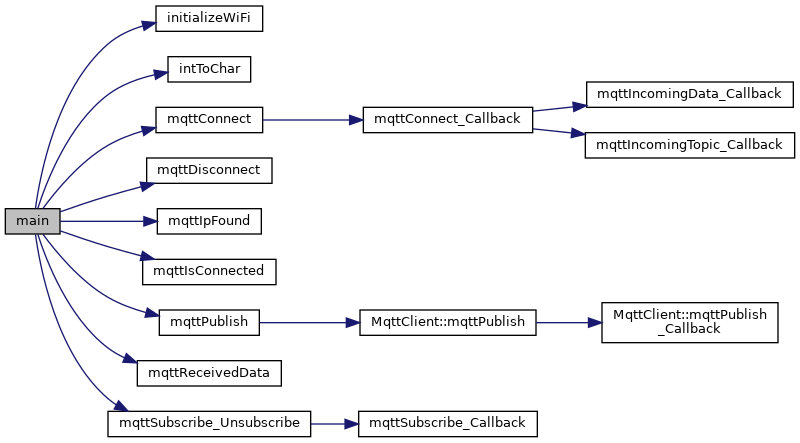 main
initializeWiFi
intToChar
mqttConnect
mqttConnect_Callback
mqttIncomingData_Callback
mqttIncomingTopic_Callback
mqttDisconnect
mqttIpFound
mqttIsConnected
mqttPublish
MqttClient::mqttPublish
MqttClient::mqttPublish
_Callback
mqttReceivedData
mqttSubscribe_Unsubscribe
mqttSubscribe_Callback